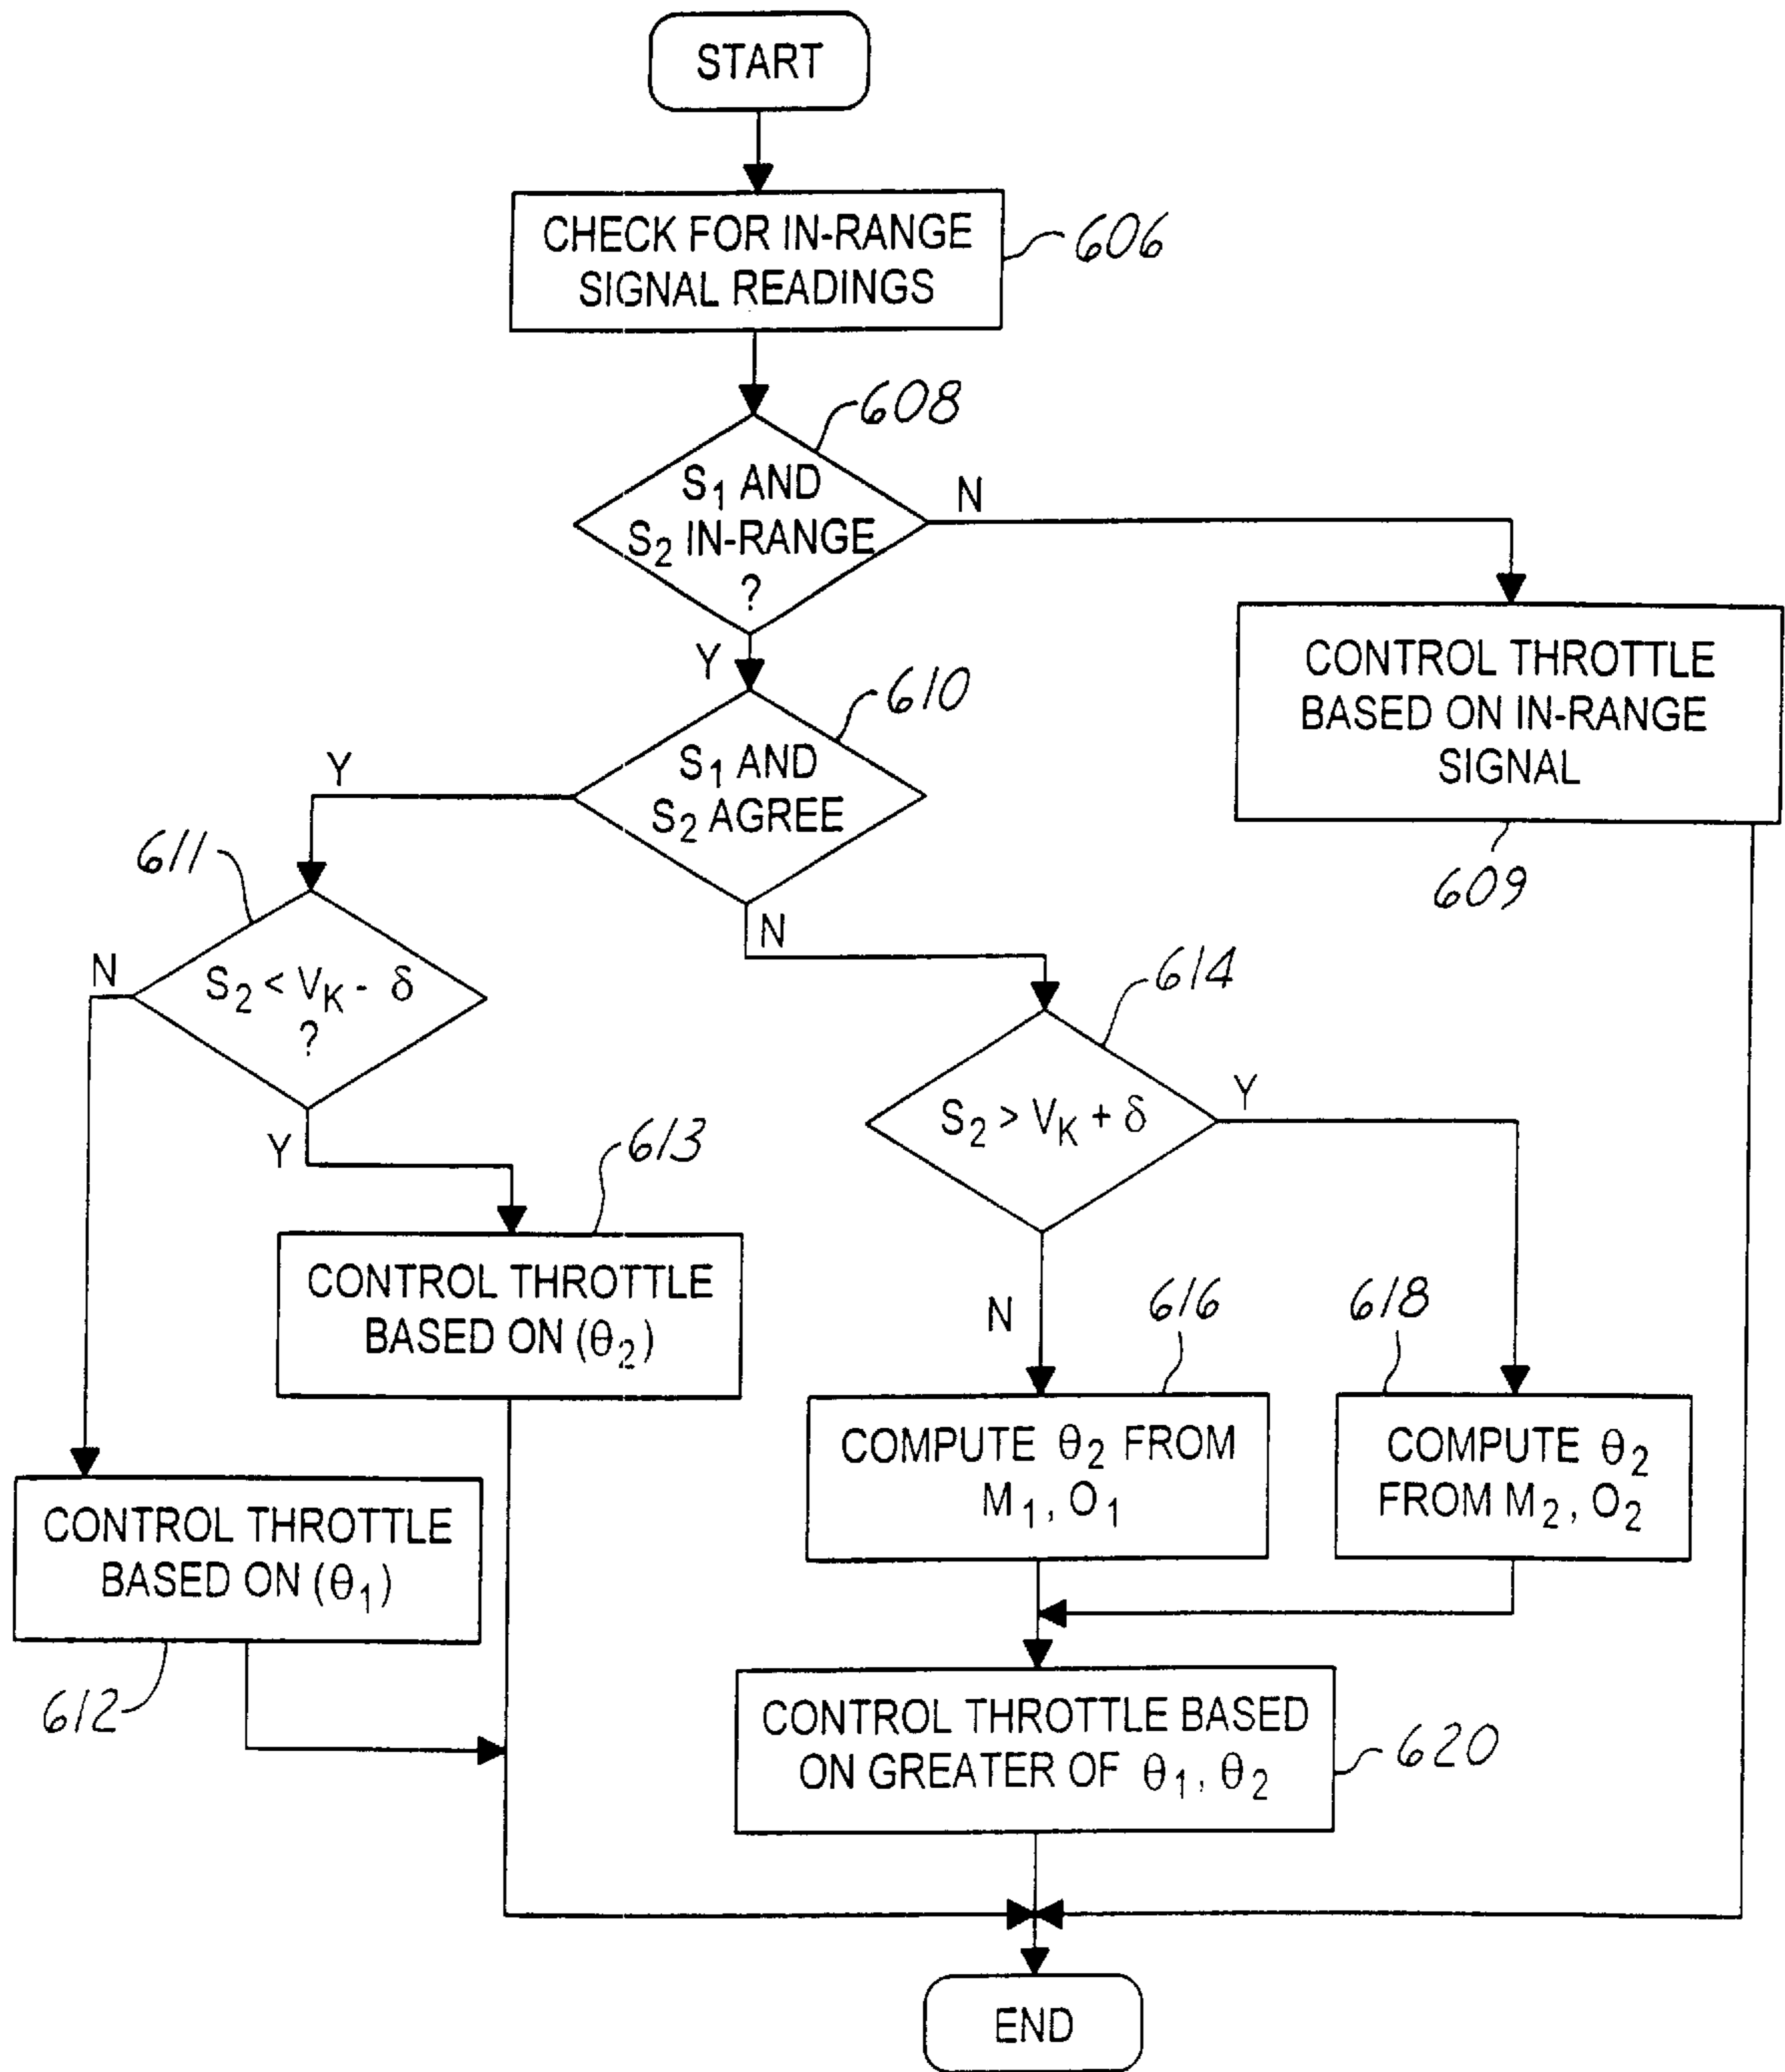 START
CHECK FOR IN-RANGE
SIGNAL READINGS
606
608
S₁ AND
S₂ IN-RANGE
?
N
Y
CONTROL THROTTLE
BASED ON IN-RANGE
SIGNAL
609
610
S₁ AND
S₂ AGREE
Y
N
611
S₂ < Vₖ - δ
?
N
Y
614
S₂ > Vₖ + δ
Y
N
613
CONTROL THROTTLE
BASED ON (θ₂)
616
COMPUTE θ₂ FROM
M₁, O₁
618
COMPUTE θ₂
FROM M₂, O₂
CONTROL THROTTLE
BASED ON (θ₁)
612
CONTROL THROTTLE BASED
ON GREATER OF θ₁, θ₂
620
END